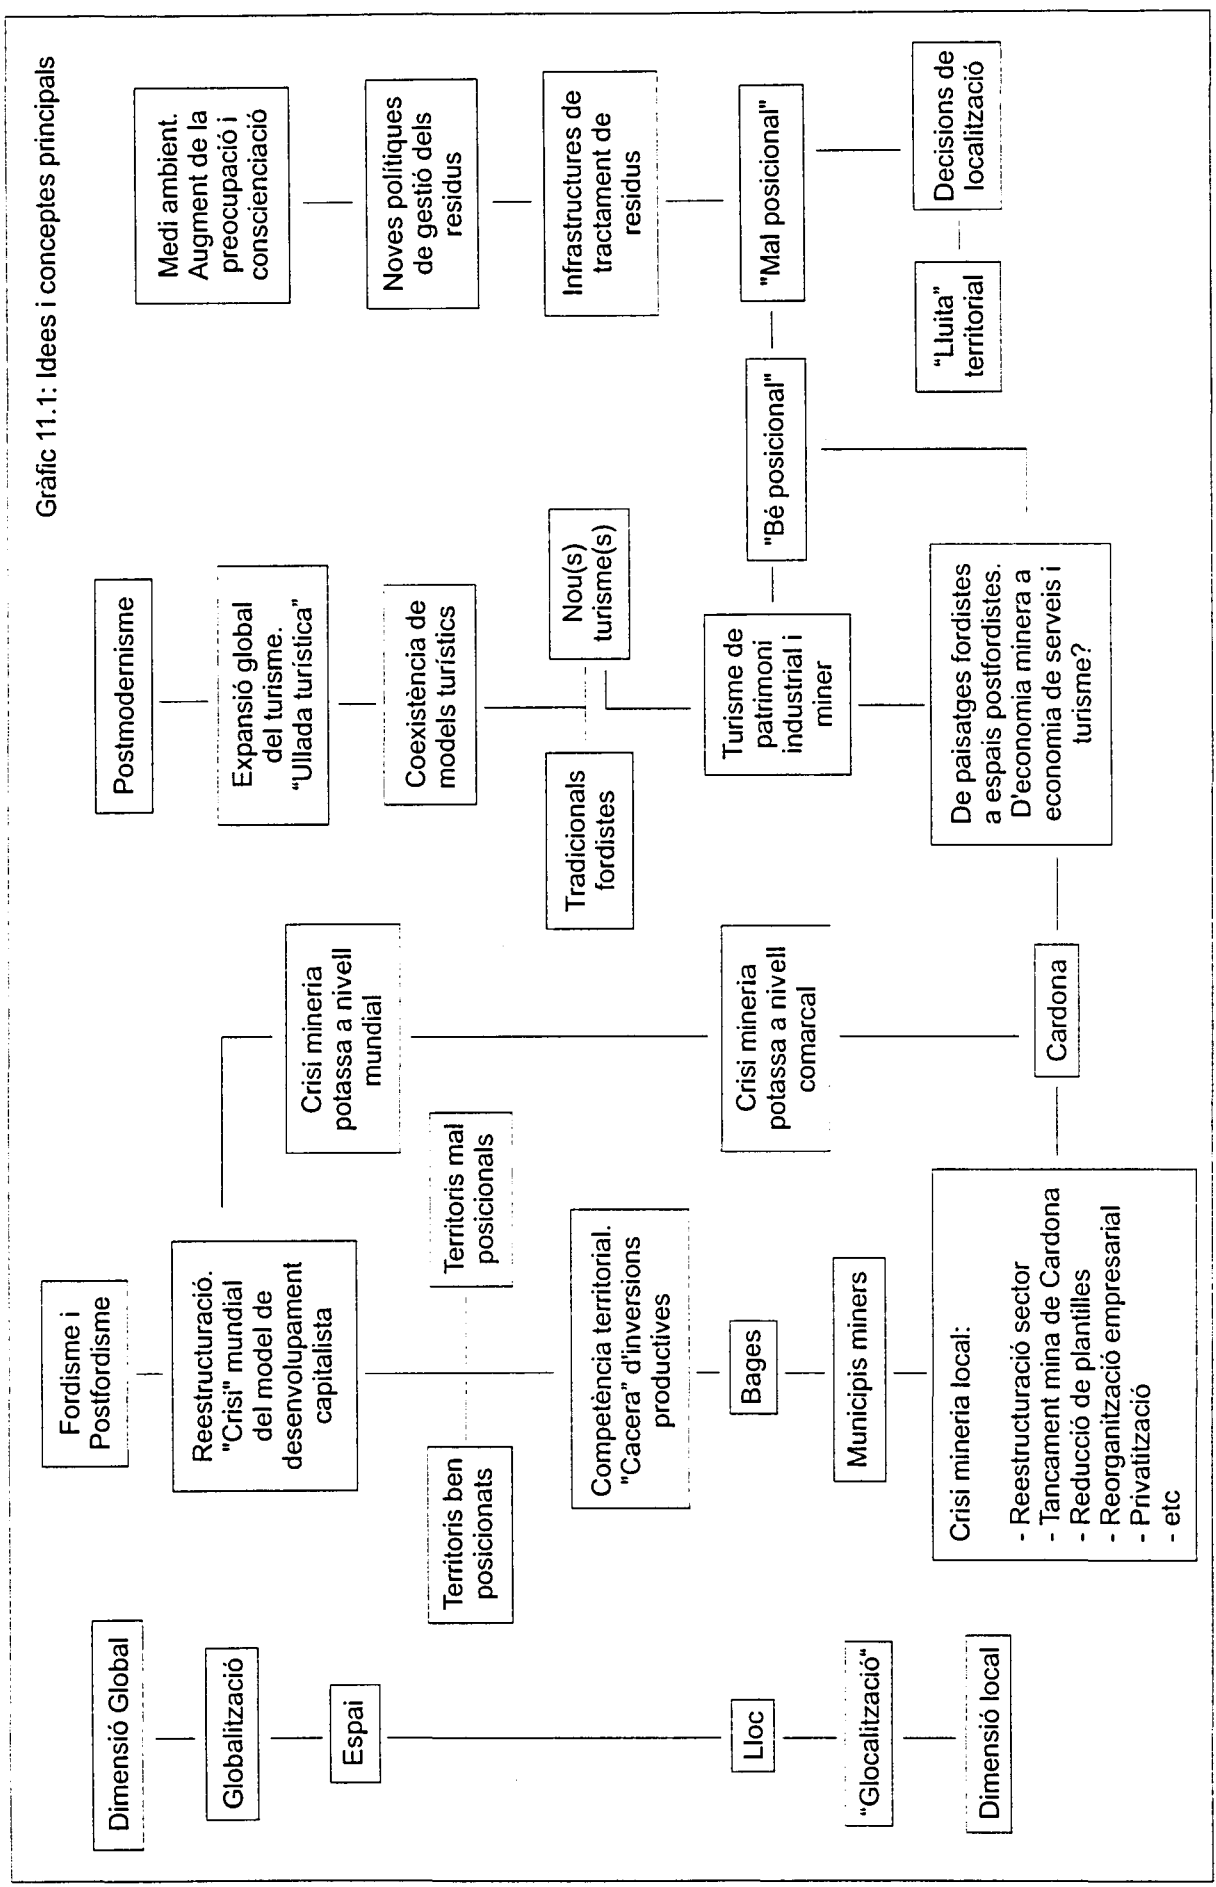 Gràfic 11.1: Idees i conceptes principals
Dimensió Global
Globalització
Espai
Lloc
“Glocalització“
Dimensió local
Fordisme i
Postfordisme
Reestructuració.
"Crisi" mundial
del model de
desenvolupament
capitalista
Territoris ben
posicionats
Territoris mal
posicionals
Competència territorial.
"Cacera” d'inversions
productives
Bages
Municipis miners
Crisi mineria local:
- Reestructuració sector
- Tancament mina de Cardona
- Reducció de plantilles
- Reorganització empresarial
- Privatització
- etc
Crisi mineria
potassa a nivell
mundial
Crisi mineria
potassa a nivell
comarcal
Cardona
Postmodernisme
Expansió global
del turisme.
“Ullada turística”
Coexistència de
models turístics
Tradicionals
fordistes
Nou(s)
turisme(s)
Turisme de
patrimoni
industrial i
miner
De paisatges fordistes
a espais postfordistes.
D'economia minera a
economia de serveis i
turisme?
Medi ambient.
Augment de la
preocupació i
conscienciació
Noves polítiques
de gestió dels
residus
Infrastructures de
tractament de
residus
"Bé posicional"
"Mal posicional"
“Lluita”
territorial
Decisions de
localització